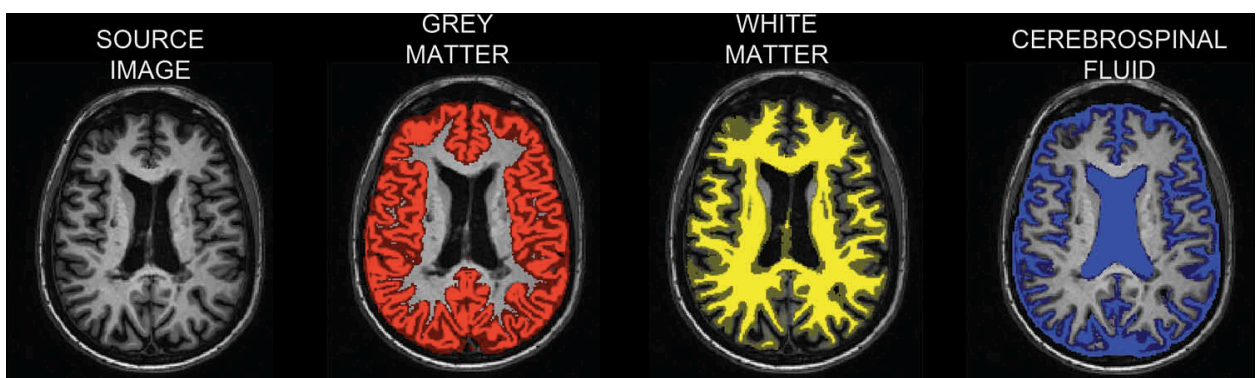 SOURCE
IMAGE
GREY
MATTER
WHITE
MATTER
CEREBROSPINAL
FLUID